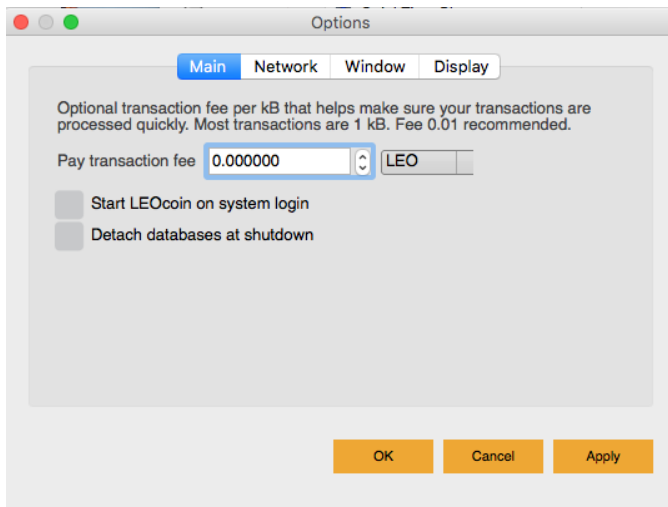 Options
Main Network Window Display
Optional transaction fee per kB that helps make sure your transactions are
processed quickly. Most transactions are 1 kB. Fee 0.01 recommended.
Pay transaction fee 0.000000 LEO
Start LEOcoin on system login
Detach databases at shutdown
OK Cancel Apply